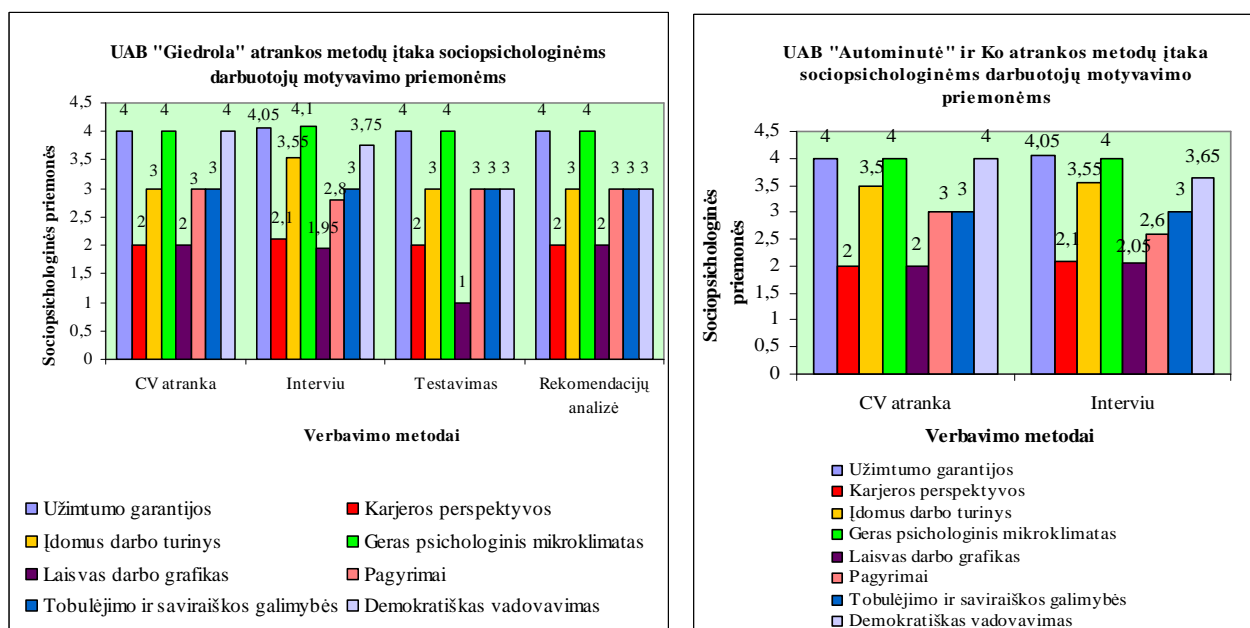 UAB "Giedrola" atrankos metodų įtaka sociopsichologinėms
darbuotojų motyvavimo priemonėms
Sociopsichologinės priemonės
4,5
4
3,5
3
2,5
2
1,5
1
0,5
0
4
2
3
4
2
3
3
4
4,05
2,1
3,55
4,1
1,95
2,8
3
3,75
4
2
3
4
1
3
3
3
4
2
3
4
2
3
3
3
CV atranka
Interviu
Testavimas
Rekomendacijų
analizė
Verbavimo metodai
Užimtumo garantijos
Karjeros perspektyvos
Įdomus darbo turinys
Geras psichologinis mikroklimatas
Laisvas darbo grafikas
Pagyrimai
Tobulėjimo ir saviraiškos galimybės
Demokratiškas vadovavimas
UAB "Autominutė" ir Ko atrankos metodų įtaka
sociopsichologinėms darbuotojų motyvavimo
priemonėms
Sociopsichologinės
priemonės
4,5
4
3,5
3
2,5
2
1,5
1
0,5
0
4
2
3,5
4
2
3
3
4
4,05
2,1
3,55
4
2,05
2,6
3
3,65
CV atranka
Interviu
Verbavimo metodai
Užimtumo garantijos
Karjeros perspektyvos
Įdomus darbo turinys
Geras psichologinis mikroklimatas
Laisvas darbo grafikas
Pagyrimai
Tobulėjimo ir saviraiškos galimybės
Demokratiškas vadovavimas